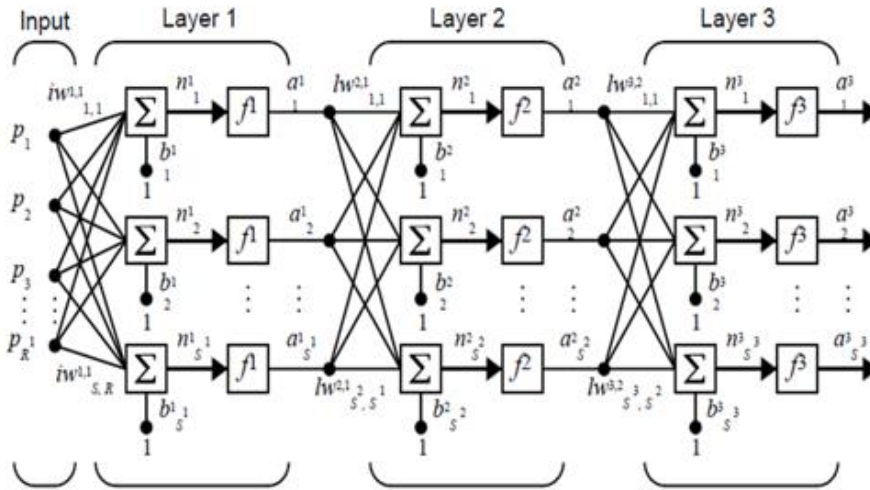 Input Layer 1 Layer 2 Layer 3
iw1,1 1,1 n1 1 a1 1 lw2,1 1,1 n2 1 a2 1 lw3,2 1,1 n3 1 a3 1
Σ f1 Σ f2 Σ f3
p1
b1 1 b2 1 b3 1
1 1 1
p2
n1 2 a1 2 n2 2 a2 2 n3 2 a3 2
Σ f1 Σ f2 Σ f3
p3
b1 2 b2 2 b3 2
1 1 1
pR1
n1 S1 a1 S1 n2 S2 a2 S2 n3 S3 a3 S3
Σ f1 Σ f2 Σ f3
iw1,1 S,R lw2,1 S2,S1 lw3,2 S3,S2
b1 S1 b2 S2 b3 S3
1 1 1